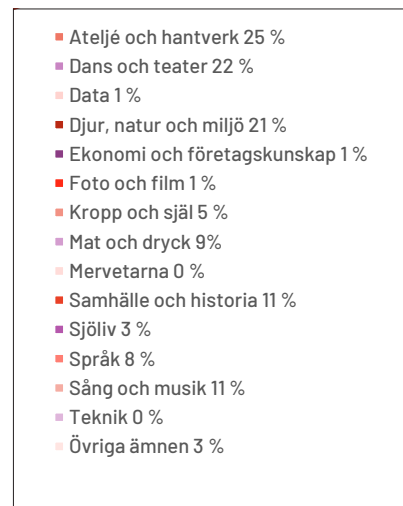 Ateljé och hantverk 25 %
Dans och teater 22 %
Data 1 %
Djur, natur och miljö 21 %
Ekonomi och företagskunskap 1 %
Foto och film 1 %
Kropp och själ 5 %
Mat och dryck 9%
Mervetarna 0 %
Samhälle och historia 11 %
Sjöliv 3 %
Språk 8 %
Sång och musik 11 %
Teknik 0 %
Övriga ämnen 3 %